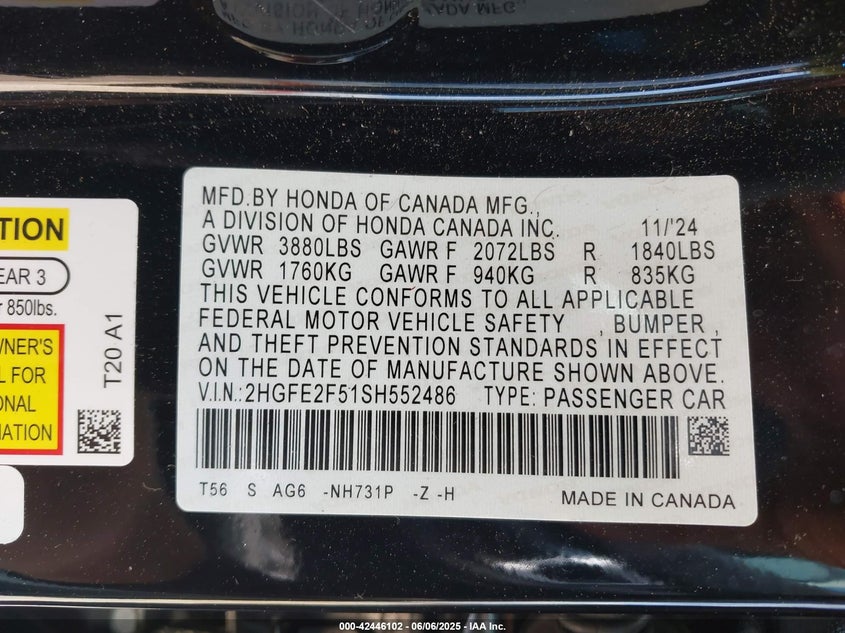 MFD.BY HONDA OF CANADA MFG.,
A DIVISION OF HONDA CANADA INC. 11/'24
GVWR 3880LBS GAWR F 2072LBS R 1840LBS
GVWR 1760KG GAWR F 940KG R 835KG
THIS VEHICLE CONFORMS TO ALL APPLICABLE
FEDERAL MOTOR VEHICLE SAFETY , BUMPER ,
AND THEFT PREVENTION STANDARDS IN EFFECT
ON THE DATE OF MANUFACTURE SHOWN ABOVE.
V.I.N.:2HGFE2F51SH552486 TYPE: PASSENGER CAR
T56 S AG6 -NH731P -Z -H MADE IN CANADA
TION
EAR 3
r 850lbs.
NER'S
L FOR
ONAL
MATION
T20 A1
000-42446102 - 06/06/2025 - IAA Inc.